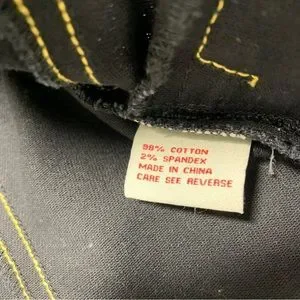 98% COTTON
2% SPANDEX
MADE IN CHINA
CARE SEE REVERSE